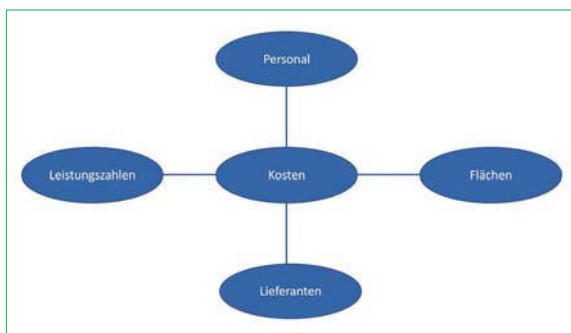 Personal
Leistungszahlen
Kosten
Flächen
Lieferanten